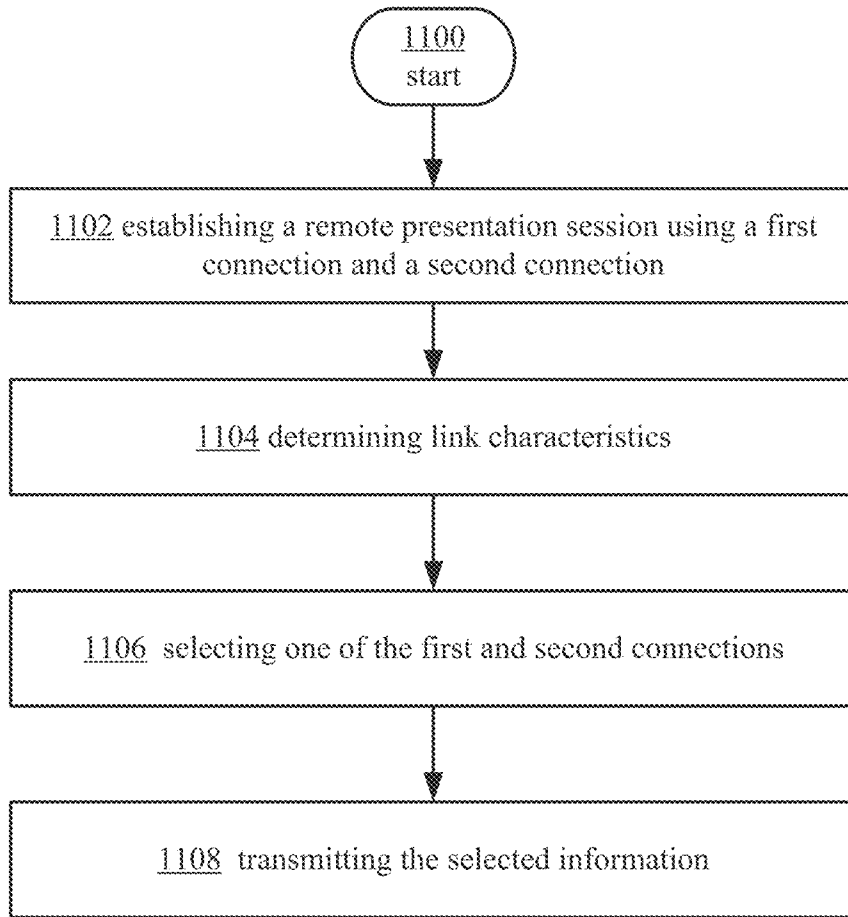 1100
start
1102 establishing a remote presentation session using a first
connection and a second connection
1104 determining link characteristics
1106 selecting one of the first and second connections
1108 transmitting the selected information